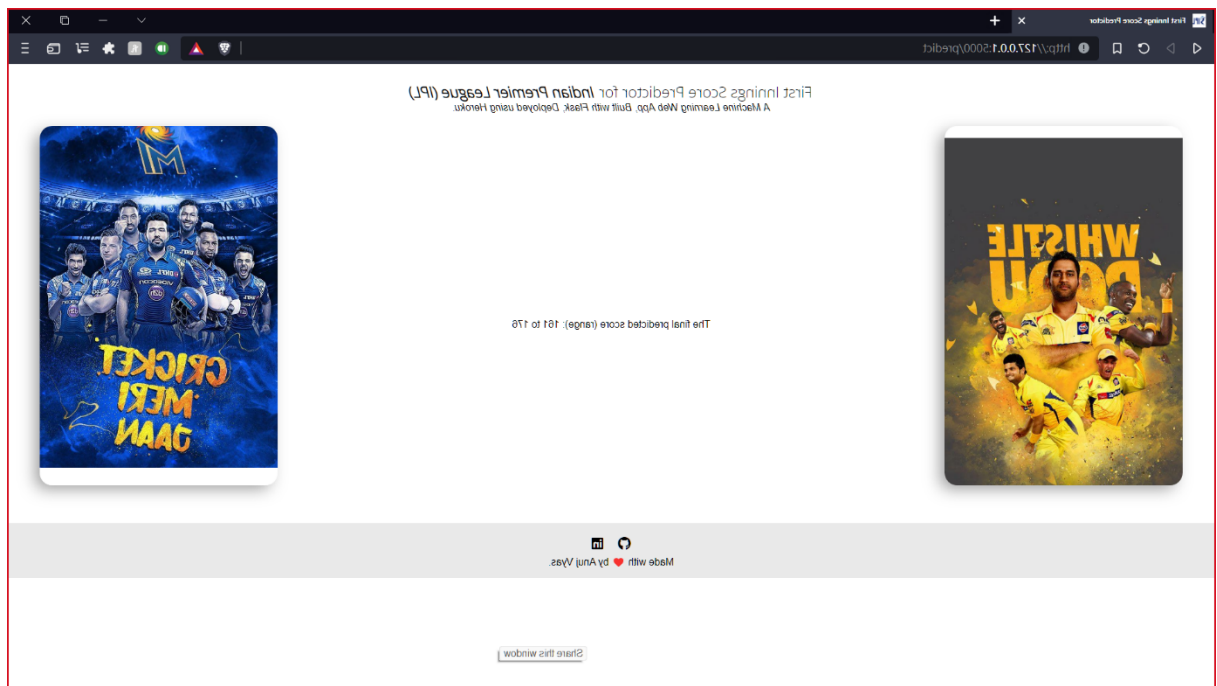 First Innings Score Predictor
http://127.0.0.1:5000/predict
First Innings Score Predictor for Indian Premier League (IPL)
A Machine Learning Web App, Built with Flask, Deployed using Heroku.
WHISTLE
PODU
CRICKET
MERI
JAAN
The final predicted score (range): 161 to 176
Made with ❤ by Anuj Vyas.
Share this window